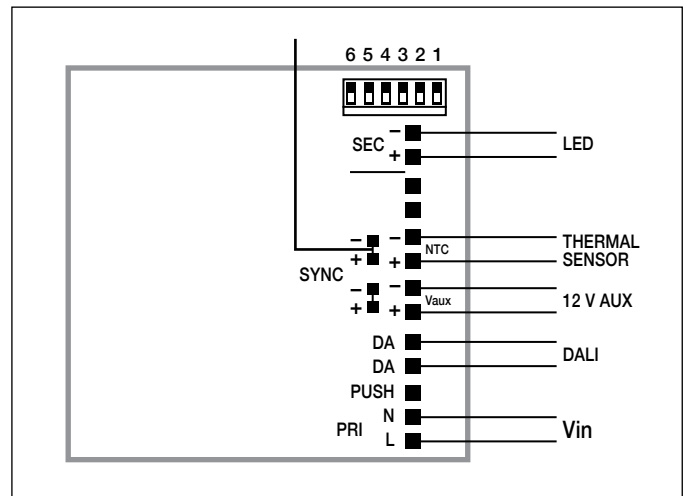 6 5 4 3 2 1
SEC
−
+
LED
− −
NTC
+ +
THERMAL
SENSOR
SYNC
− −
Vaux
+ +
12 V AUX
DA
DA
DALI
PUSH
PRI
N
L
Vin